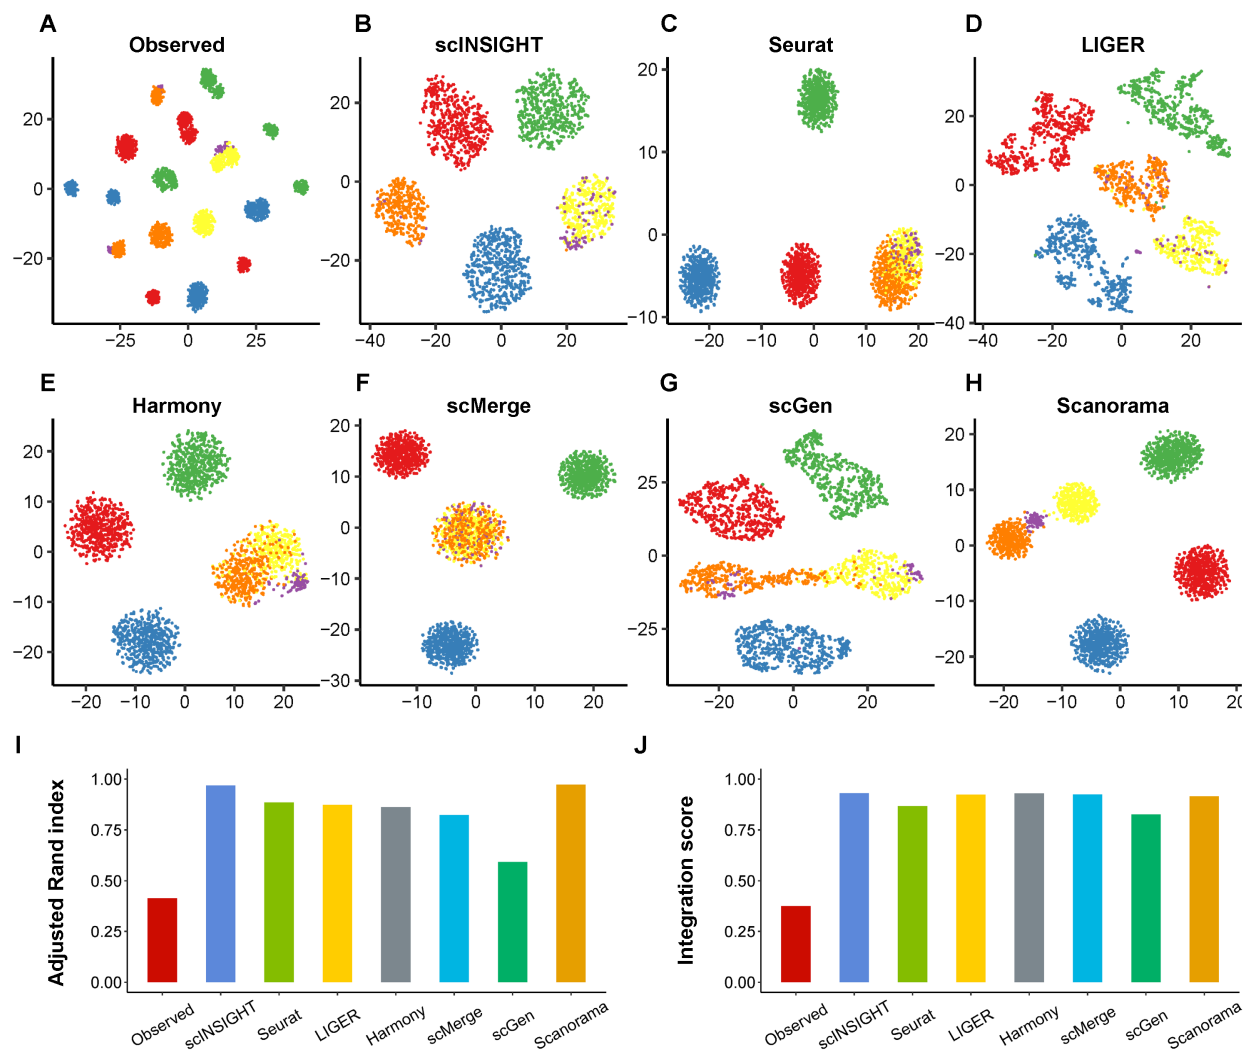 A
Observed
20
0
−20
−25
0
25
B
scINSIGHT
20
0
−20
−40
−20
0
20
C
Seurat
20
10
0
−10
−20
−10
0
10
20
D
LIGER
20
0
−20
−40
−20
0
20
E
Harmony
20
10
0
−10
−20
−20
−10
0
10
20
F
scMerge
20
10
0
−10
−20
−30
−10
0
10
20
G
scGen
25
0
−25
−20
0
20
H
Scanorama
20
10
0
−10
−20
−20
−10
0
10
20
I
Adjusted Rand index
1.00
0.75
0.50
0.25
0.00
Observed
scINSIGHT
Seurat
LIGER
Harmony
scMerge
scGen
Scanorama
J
Integration score
1.00
0.75
0.50
0.25
0.00
Observed
scINSIGHT
Seurat
LIGER
Harmony
scMerge
scGen
Scanorama